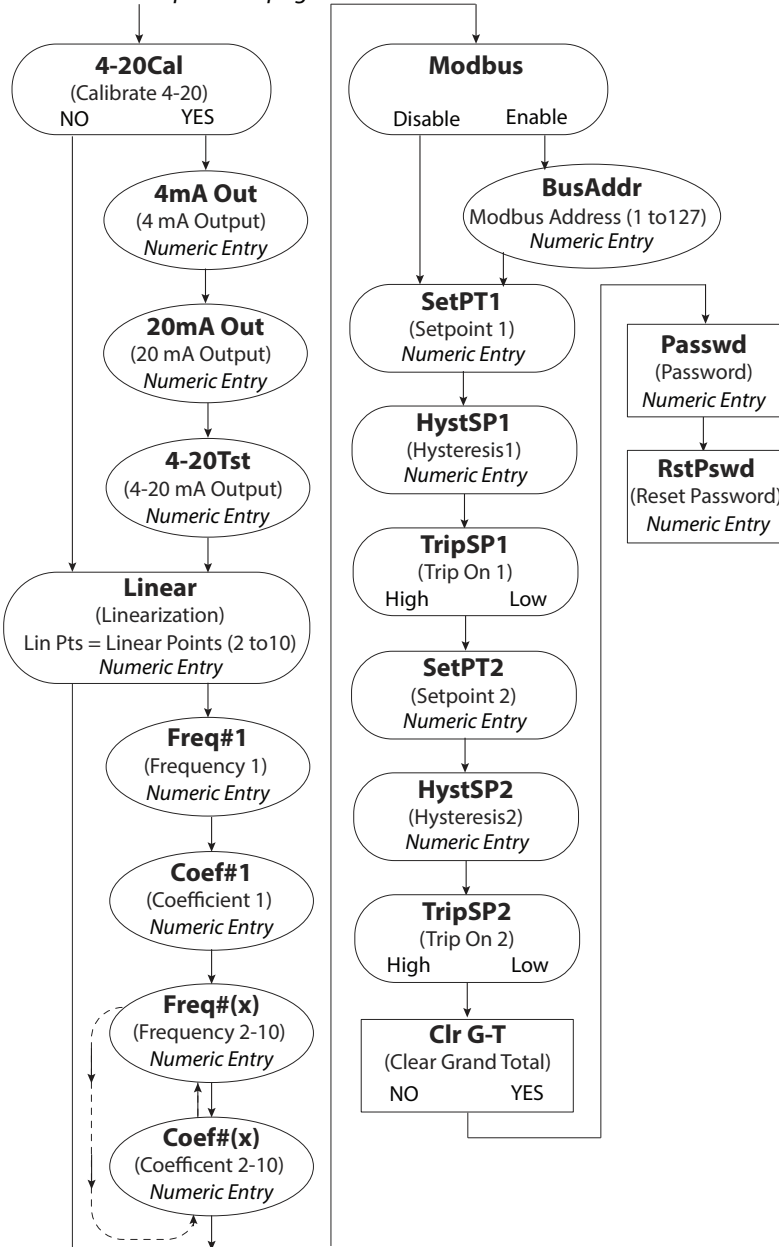 4-20Cal
(Calibrate 4-20)
NO YES
4mA Out
(4 mA Output)
Numeric Entry
20mA Out
(20 mA Output)
Numeric Entry
4-20Tst
(4-20 mA Output)
Numeric Entry
Linear
(Linearization)
Lin Pts = Linear Points (2 to10)
Numeric Entry
Freq#1
(Frequency 1)
Numeric Entry
Coef#1
(Coefficient 1)
Numeric Entry
Freq#(x)
(Frequency 2-10)
Numeric Entry
Coef#(x)
(Coefficent 2-10)
Numeric Entry
Modbus
Disable Enable
BusAddr
Modbus Address (1 to127)
Numeric Entry
SetPT1
(Setpoint 1)
Numeric Entry
HystSP1
(Hysteresis1)
Numeric Entry
TripSP1
(Trip On 1)
High Low
SetPT2
(Setpoint 2)
Numeric Entry
HystSP2
(Hysteresis2)
Numeric Entry
TripSP2
(Trip On 2)
High Low
Clr G-T
(Clear Grand Total)
NO YES
Passwd
(Password)
Numeric Entry
RstPswd
(Reset Password)
Numeric Entry